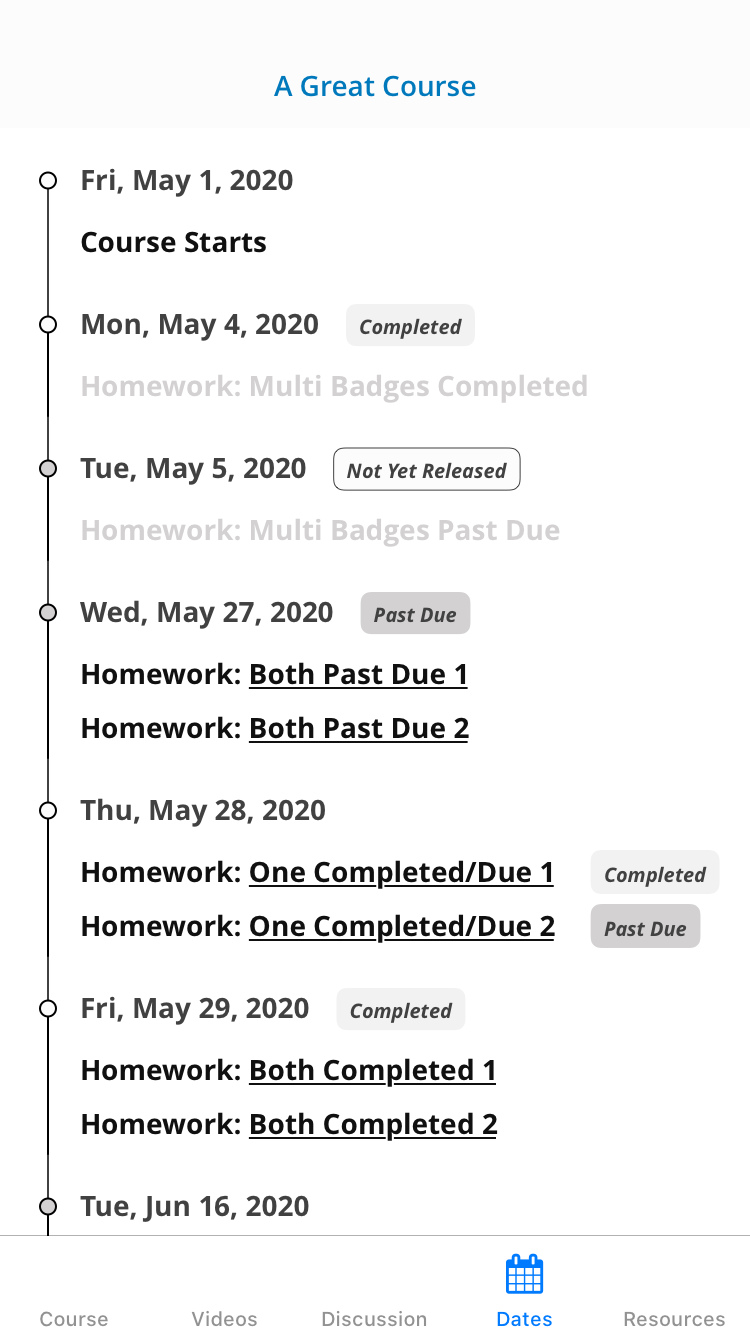 A Great Course
Fri, May 1, 2020
Course Starts
Mon, May 4, 2020 Completed
Homework: Multi Badges Completed
Tue, May 5, 2020 Not Yet Released
Homework: Multi Badges Past Due
Wed, May 27, 2020 Past Due
Homework: Both Past Due 1
Homework: Both Past Due 2
Thu, May 28, 2020
Homework: One Completed/Due 1 Completed
Homework: One Completed/Due 2 Past Due
Fri, May 29, 2020 Completed
Homework: Both Completed 1
Homework: Both Completed 2
Tue, Jun 16, 2020
Course Videos Discussion Dates Resources